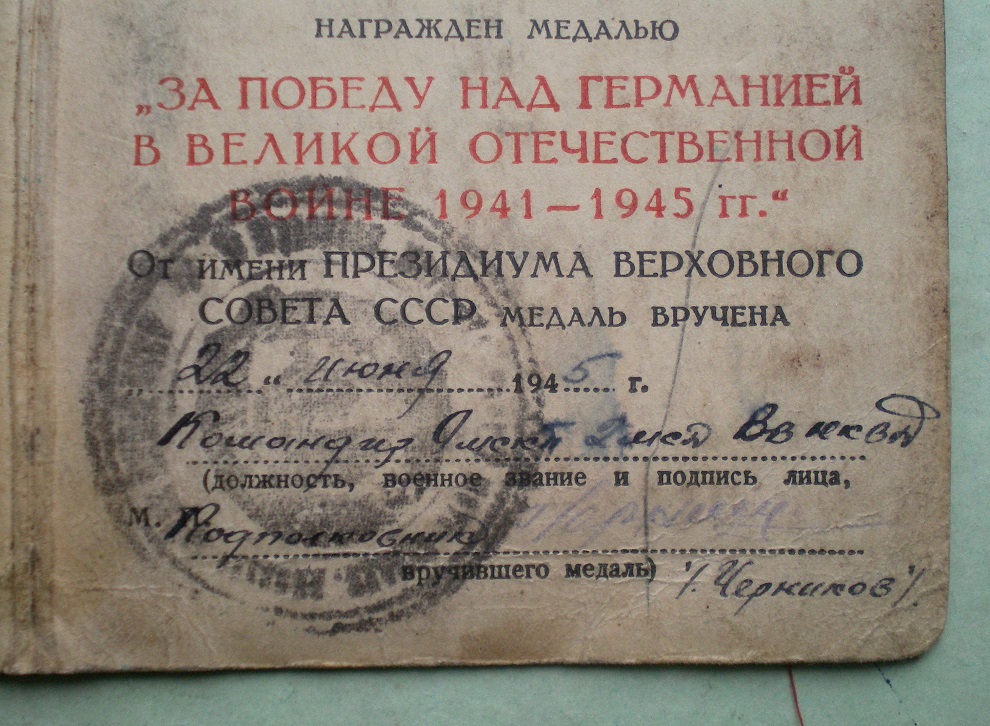 НАГРАЖДЕН МЕДАЛЬЮ
„ЗА ПОБЕДУ НАД ГЕРМАНИЕЙ
В ВЕЛИКОЙ ОТЕЧЕСТВЕННОЙ
ВОЙНЕ 1941—1945 гг.“
От имени ПРЕЗИДИУМА ВЕРХОВНОГО
СОВЕТА СССР МЕДАЛЬ ВРУЧЕНА
„22“ июня 1945 г.
Командир
(должность, военное звание и подпись лица,
М. П. Подполковник
вручившего медаль) /Черников/